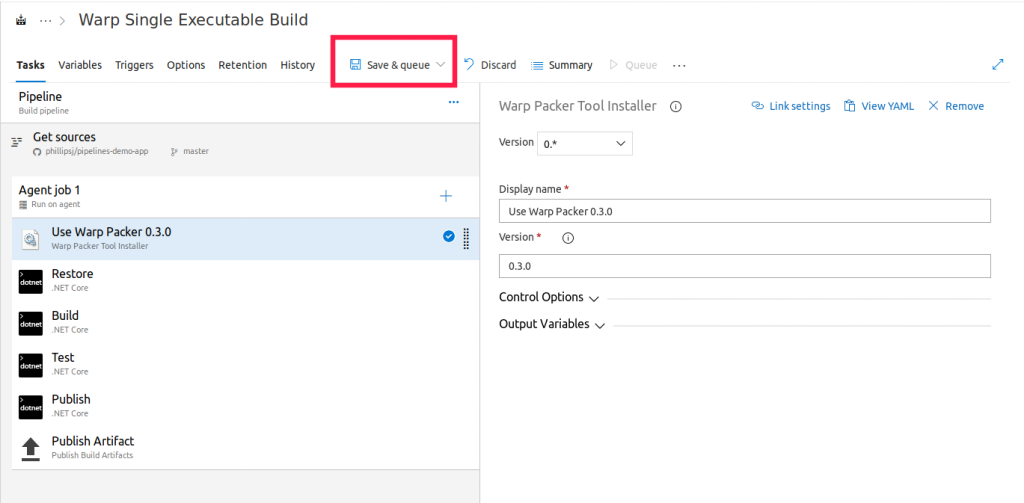 Warp Single Executable Build
Tasks Variables Triggers Options Retention History Save & queue Discard Summary Queue
Pipeline
Build pipeline
Get sources
phillipsj/pipelines-demo-app master
Agent job 1
Run on agent
Use Warp Packer 0.3.0
Warp Packer Tool Installer
dotnet
Restore
.NET Core
dotnet
Build
.NET Core
dotnet
Test
.NET Core
dotnet
Publish
.NET Core
Publish Artifact
Publish Build Artifacts
Warp Packer Tool Installer Link settings View YAML Remove
Version 0.*
Display name *
Use Warp Packer 0.3.0
Version *
0.3.0
Control Options
Output Variables